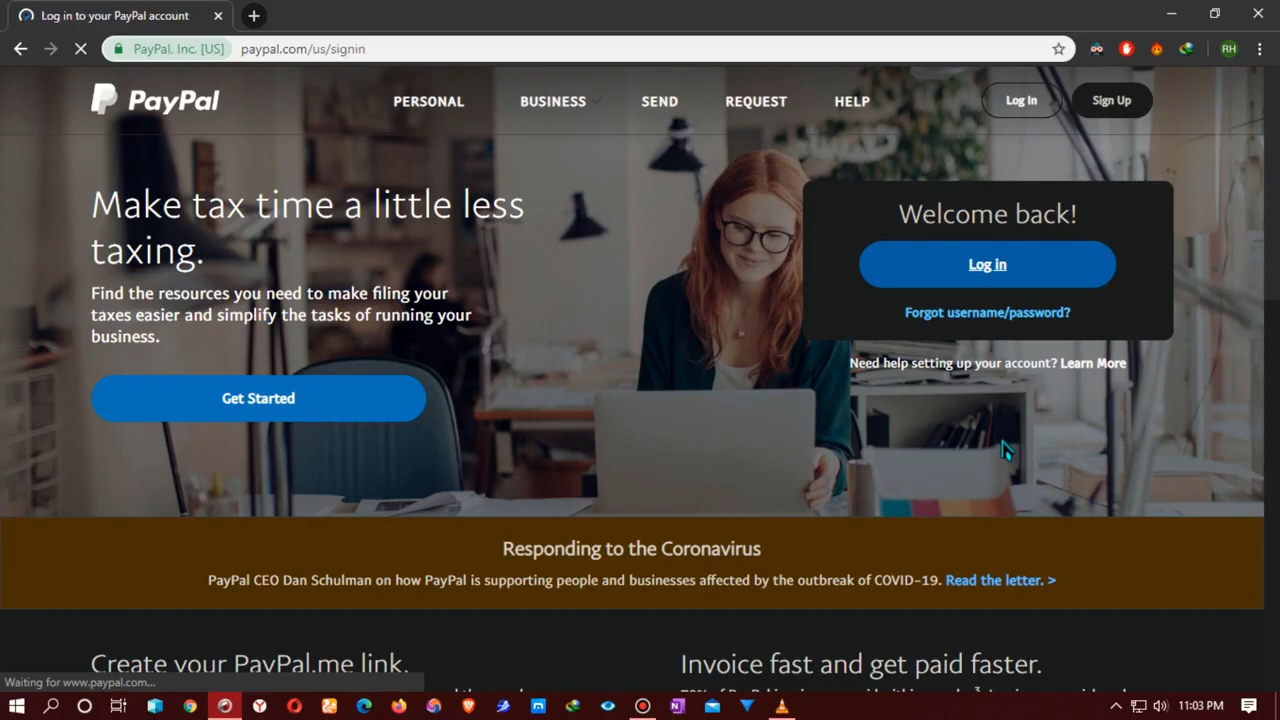 Log in to your PayPal account
PayPal, Inc. [US] paypal.com/us/signin
RH
PayPal
PERSONAL BUSINESS SEND REQUEST HELP
Log In Sign Up
Make tax time a little less
taxing.
Find the resources you need to make filing your
taxes easier and simplify the tasks of running your
business.
Get Started
Welcome back!
Log in
Forgot username/password?
Need help setting up your account? Learn More
Responding to the Coronavirus
PayPal CEO Dan Schulman on how PayPal is supporting people and businesses affected by the outbreak of COVID-19. Read the letter. >
Create your PayPal.me link.
Invoice fast and get paid faster.
Waiting for www.paypal.com...
11:03 PM